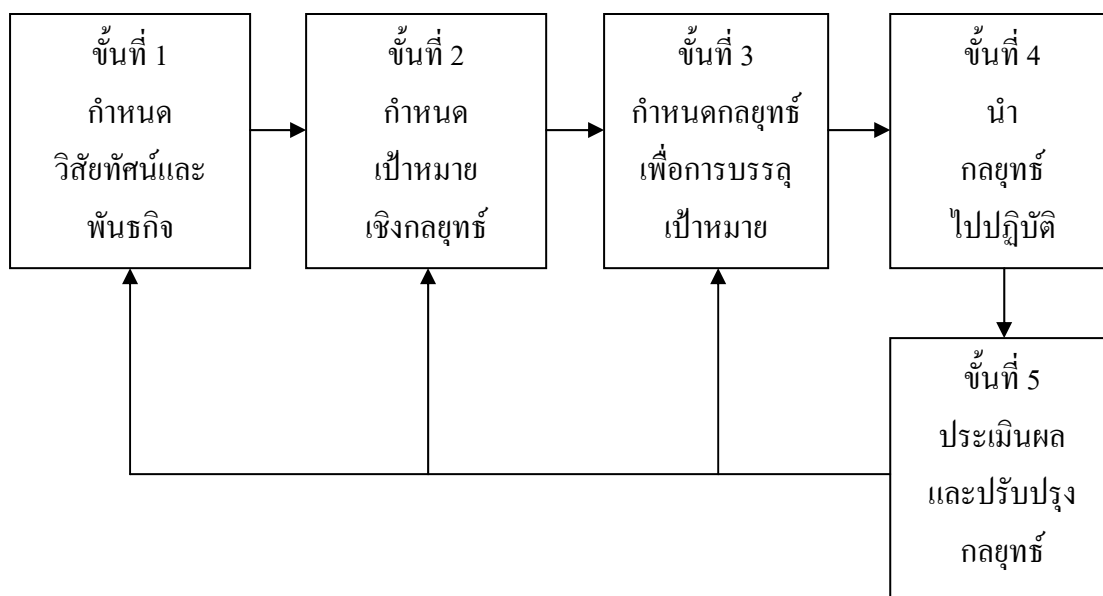 ขั้นที่ 1
กำหนด
วิสัยทัศน์และ
พันธกิจ
ขั้นที่ 2
กำหนด
เป้าหมาย
เชิงกลยุทธ์
ขั้นที่ 3
กำหนดกลยุทธ์
เพื่อการบรรลุ
เป้าหมาย
ขั้นที่ 4
นำ
กลยุทธ์
ไปปฏิบัติ
ขั้นที่ 5
ประเมินผล
และปรับปรุง
กลยุทธ์